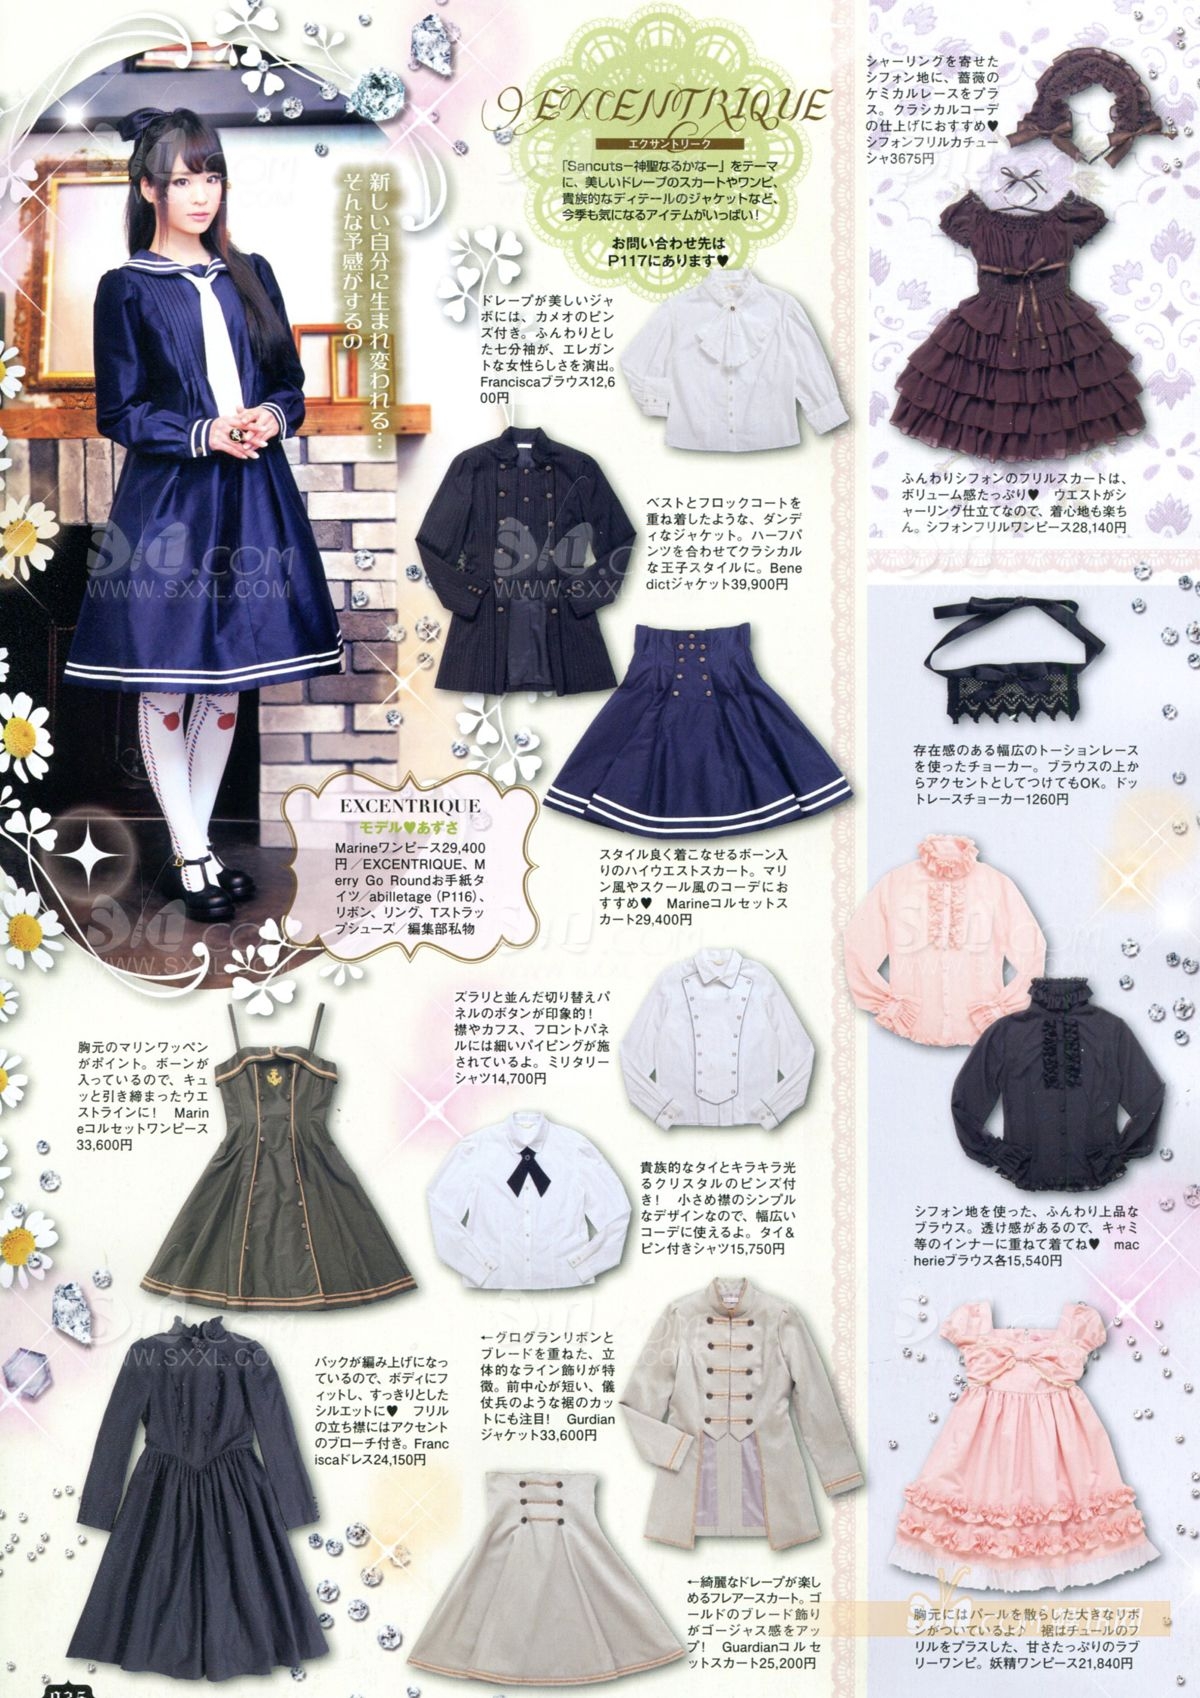 EXCENTRIQUE
エクサントリーク
「Sancuts－神聖なるかなー」をテーマ
に、美しいドレープのスカートやワンピ、
貴族的なディテールのジャケットなど、
今季も気になるアイテムがいっぱい！
お問い合わせ先は
P117にあります♥
新しい自分に生まれ変われる…
そんな予感がするの
EXCENTRIQUE
モデル♥あずさ
Marineワンピース29,400
円／EXCENTRIQUE、M
erry Go Roundお手紙タ
イツ／abilletage（P116）、
リボン、リング、Tストラッ
プシューズ／編集部私物
ドレープが美しいジャ
ボには、カメオのピン
ズ付き。ふんわりとし
た七分袖が、エレガン
トな女性らしさを演出。
Franciscaブラウス12,6
00円
ベストとフロックコートを
重ね着したような、ダンデ
ィなジャケット。ハーフパ
ンツを合わせてクラシカル
な王子スタイルに。Bene
dictジャケット39,900円
スタイル良く着こなせるボーン入
りのハイウエストスカート。マリ
ン風やスクール風のコーデにお
すすめ♥　Marineコルセットス
カート29,400円
ズラリと並んだ切り替えパ
ネルのボタンが印象的！
襟やカフス、フロントパネ
ルには細いパイピングが施
されているよ。ミリタリー
シャツ14,700円
胸元のマリンワッペン
がポイント。ボーンが
入っているので、キュ
ッと引き締まったウエ
ストラインに！　Marin
eコルセットワンピース
33,600円
貴族的なタイとキラキラ光
るクリスタルのピンズ付
き！　小さめ襟のシンプル
なデザインなので、幅広い
コーデに使えるよ。タイ&
ピン付きシャツ15,750円
バックが編み上げになっ
ているので、ボディにフ
ィットし、すっきりとした
シルエットに♥　フリル
の立ち襟にはアクセント
のブローチ付き。Franc
iscaドレス24,150円
←グログランリボンと
ブレードを重ねた、立
体的なライン飾りが特
徴。前中心が短い、儀
仗兵のような裾のカッ
トにも注目！　Gurdian
ジャケット33,600円
←綺麗なドレープが楽し
めるフレアースカート。ゴ
ールドのブレード飾り
がゴージャス感をアッ
プ！　Guardianコルセ
ットスカート25,200円
シャーリングを寄せた
シフォン地に、薔薇の
ケミカルレースをプラ
ス。クラシカルコーデ
の仕上げにおすすめ♥
シフォンフリルカチュー
シャ3675円
ふんわりシフォンのフリルスカートは、
ボリューム感たっぷり♥　ウエストがシ
ャーリング仕立てなので、着心地も楽ち
ん。シフォンフリルワンピース28,140円
存在感のある幅広のトーションレース
を使ったチョーカー。ブラウスの上か
らアクセントとしてつけてもOK。ドッ
トレースチョーカー1260円
シフォン地を使った、ふんわり上品な
ブラウス。透け感があるので、キャミ
等のインナーに重ねて着てね♥　mac
herieブラウス各15,540円
胸元にはパールを散らした大きなリボ
ンがついているよ♪　裾はチュールのフ
リルをプラスした、甘さたっぷりのラブ
リーワンピ。妖精ワンピース21,840円
WWW.SXXL.COM